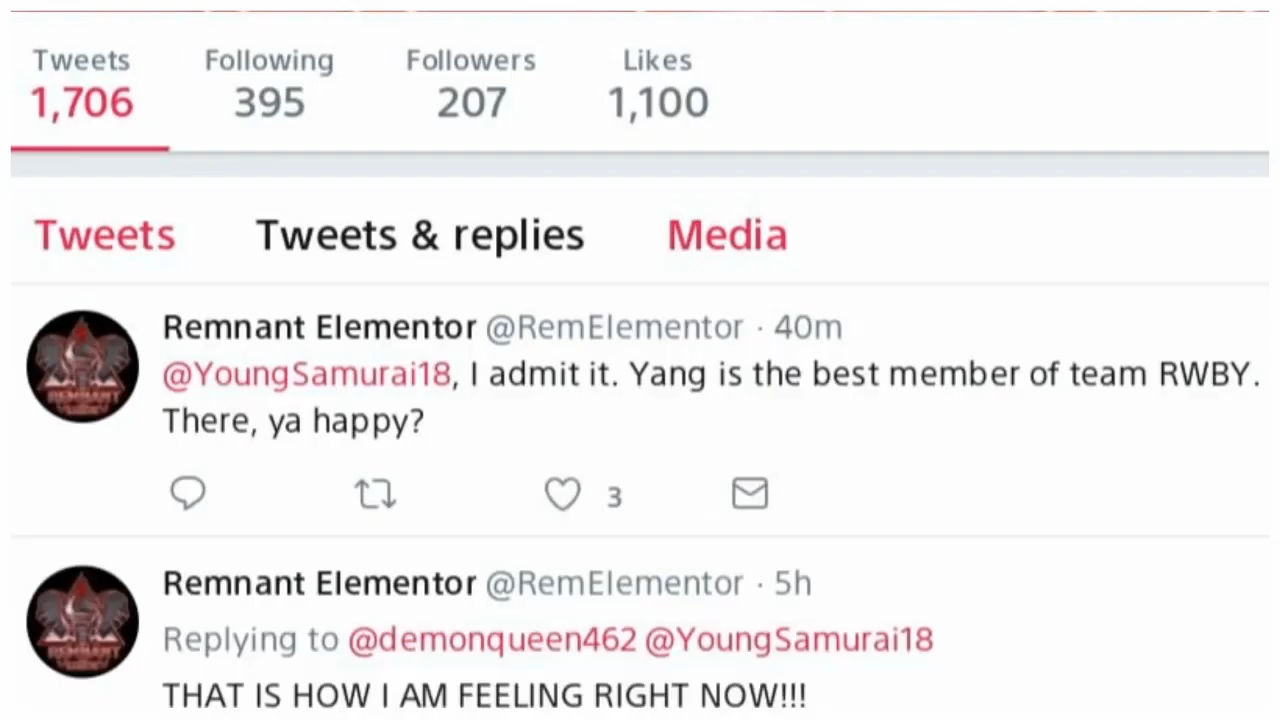 Tweets Following Followers Likes
1,706 395 207 1,100
Tweets Tweets & replies Media
Remnant Elementor @RemElementor · 40m
@YoungSamurai18, I admit it. Yang is the best member of team RWBY.
There, ya happy?
3
Remnant Elementor @RemElementor · 5h
Replying to @demonqueen462 @YoungSamurai18
THAT IS HOW I AM FEELING RIGHT NOW!!!